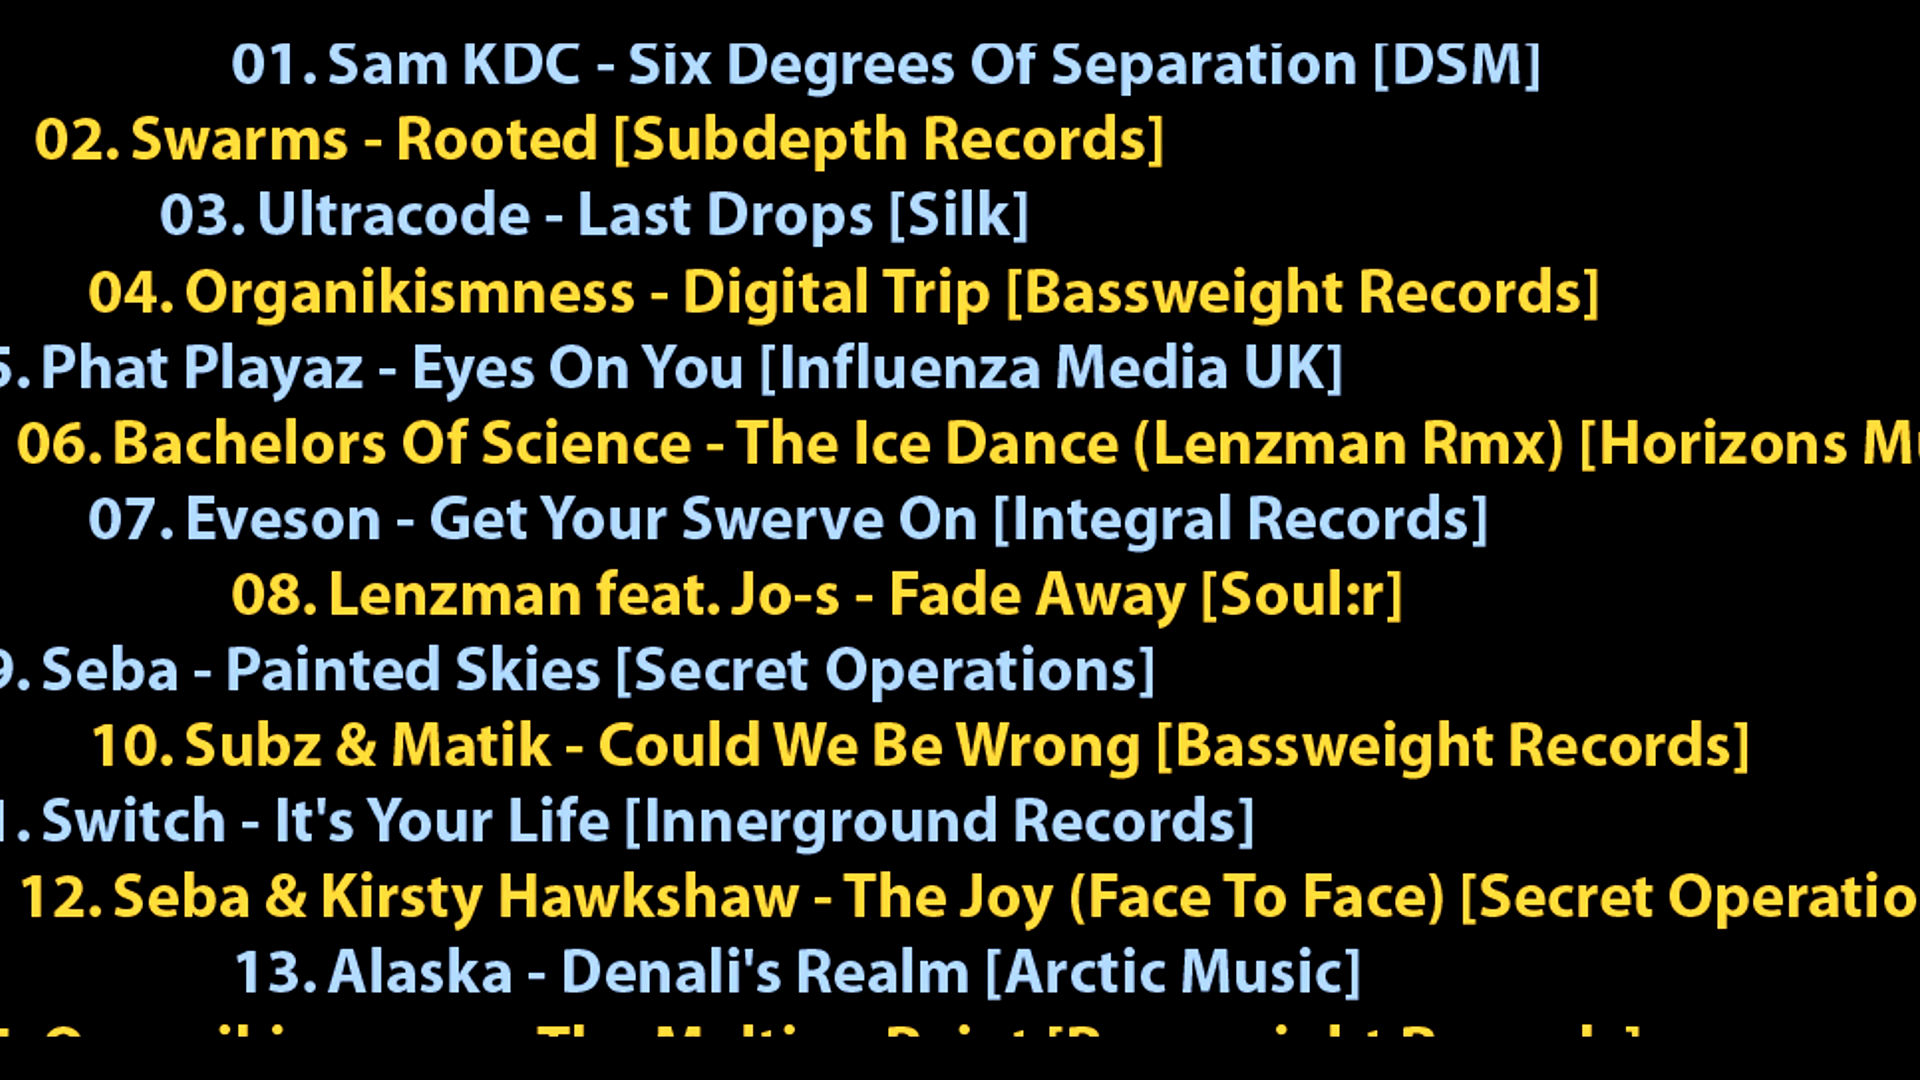 01. Sam KDC - Six Degrees Of Separation [DSM]
02. Swarms - Rooted [Subdepth Records]
03. Ultracode - Last Drops [Silk]
04. Organikismness - Digital Trip [Bassweight Records]
5. Phat Playaz - Eyes On You [Influenza Media UK]
06. Bachelors Of Science - The Ice Dance (Lenzman Rmx) [Horizons
07. Eveson - Get Your Swerve On [Integral Records]
08. Lenzman feat. Jo-s - Fade Away [Soul:r]
9. Seba - Painted Skies [Secret Operations]
10. Subz & Matik - Could We Be Wrong [Bassweight Records]
1. Switch - It's Your Life [Innerground Records]
12. Seba & Kirsty Hawkshaw - The Joy (Face To Face) [Secret Operatio
13. Alaska - Denali's Realm [Arctic Music]